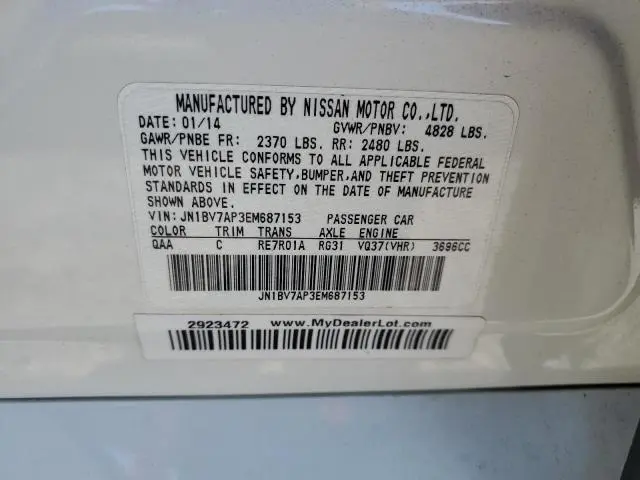 MANUFACTURED BY NISSAN MOTOR CO.,LTD.
DATE: 01/14 GVWR/PNBV: 4828 LBS.
GAWR/PNBE FR: 2370 LBS. RR: 2480 LBS.
THIS VEHICLE CONFORMS TO ALL APPLICABLE FEDERAL
MOTOR VEHICLE SAFETY,BUMPER,AND THEFT PREVENTION
STANDARDS IN EFFECT ON THE DATE OF MANUFACTURE
SHOWN ABOVE.
VIN: JN1BV7AP3EM687153 PASSENGER CAR
COLOR TRIM TRANS AXLE ENGINE
QAA C RE7R01A RG31 VQ37(VHR) 3696CC
JN1BV7AP3EM687153
2923472 www.MyDealerLot.com